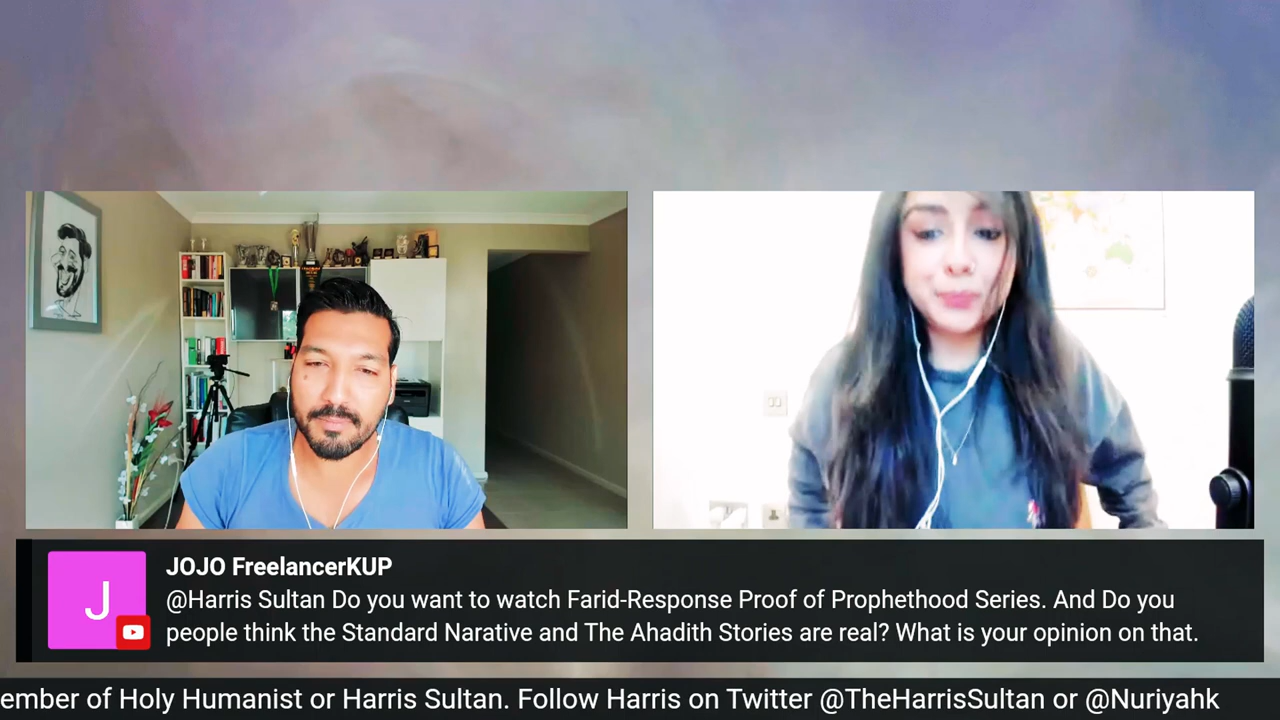 J
JOJO FreelancerKUP
@Harris Sultan Do you want to watch Farid-Response Proof of Prophethood Series. And Do you
people think the Standard Narative and The Ahadith Stories are real? What is your opinion on that.
ember of Holy Humanist or Harris Sultan. Follow Harris on Twitter @TheHarrisSultan or @Nuriyahk